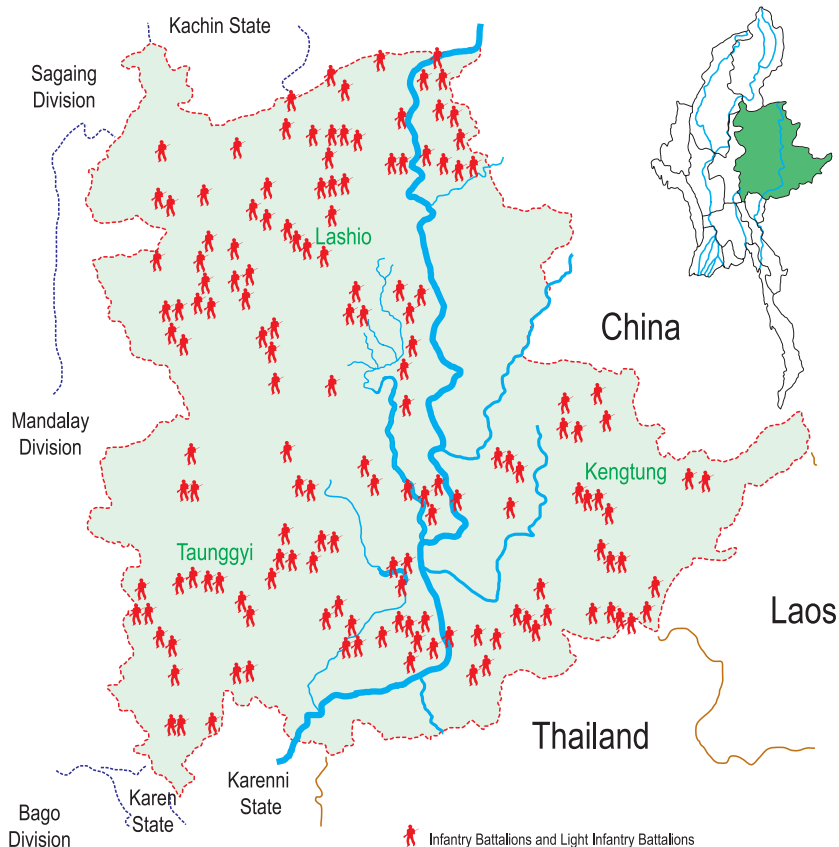 Kachin State
Sagaing
Division
Lashio
China
Mandalay
Division
Kengtung
Taunggyi
Laos
Thailand
Karenni
State
Karen
State
Bago
Division
Infantry Battalions and Light Infantry Battalions